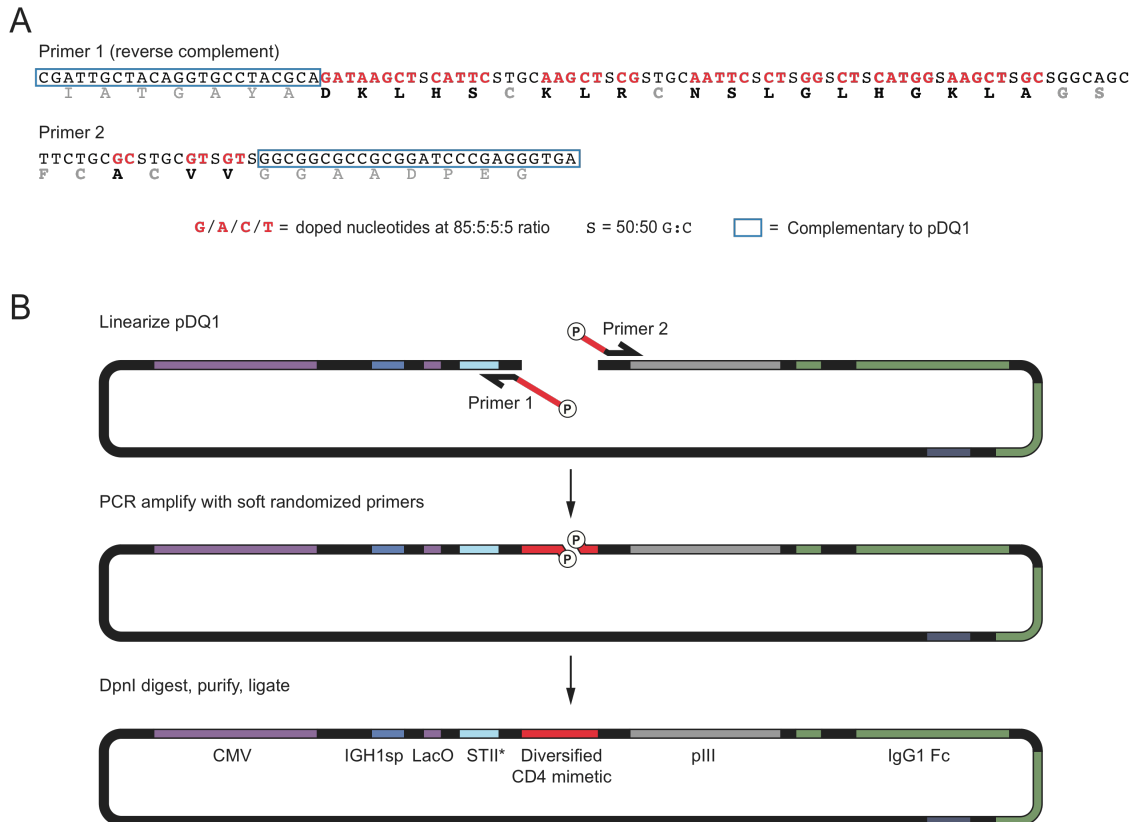 A
Primer 1 (reverse complement)
CGATTGCTACAGGTGCCTACGCAGATAAGCTSCATTCSTGCAAGCTSCGSTGCAATTCSCTSGGSCTSCATGGSAAGCTSGCSGGCAGC
I A T G A Y A D K L H S C K L R C N S L G L H G K L A G S
Primer 2
TTCTGCGCSTGCGTSGTSGGCGGCGCCGCGGATCCCGAGGGTGA
F C A C V V G G A A D P E G
G/A/C/T = doped nucleotides at 85:5:5:5 ratio S = 50:50 G:C = Complementary to pDQ1
B
Linearize pDQ1
P Primer 2
Primer 1 P
PCR amplify with soft randomized primers
P
P
DpnI digest, purify, ligate
CMV IGH1sp LacO STII* Diversified CD4 mimetic pIII IgG1 Fc